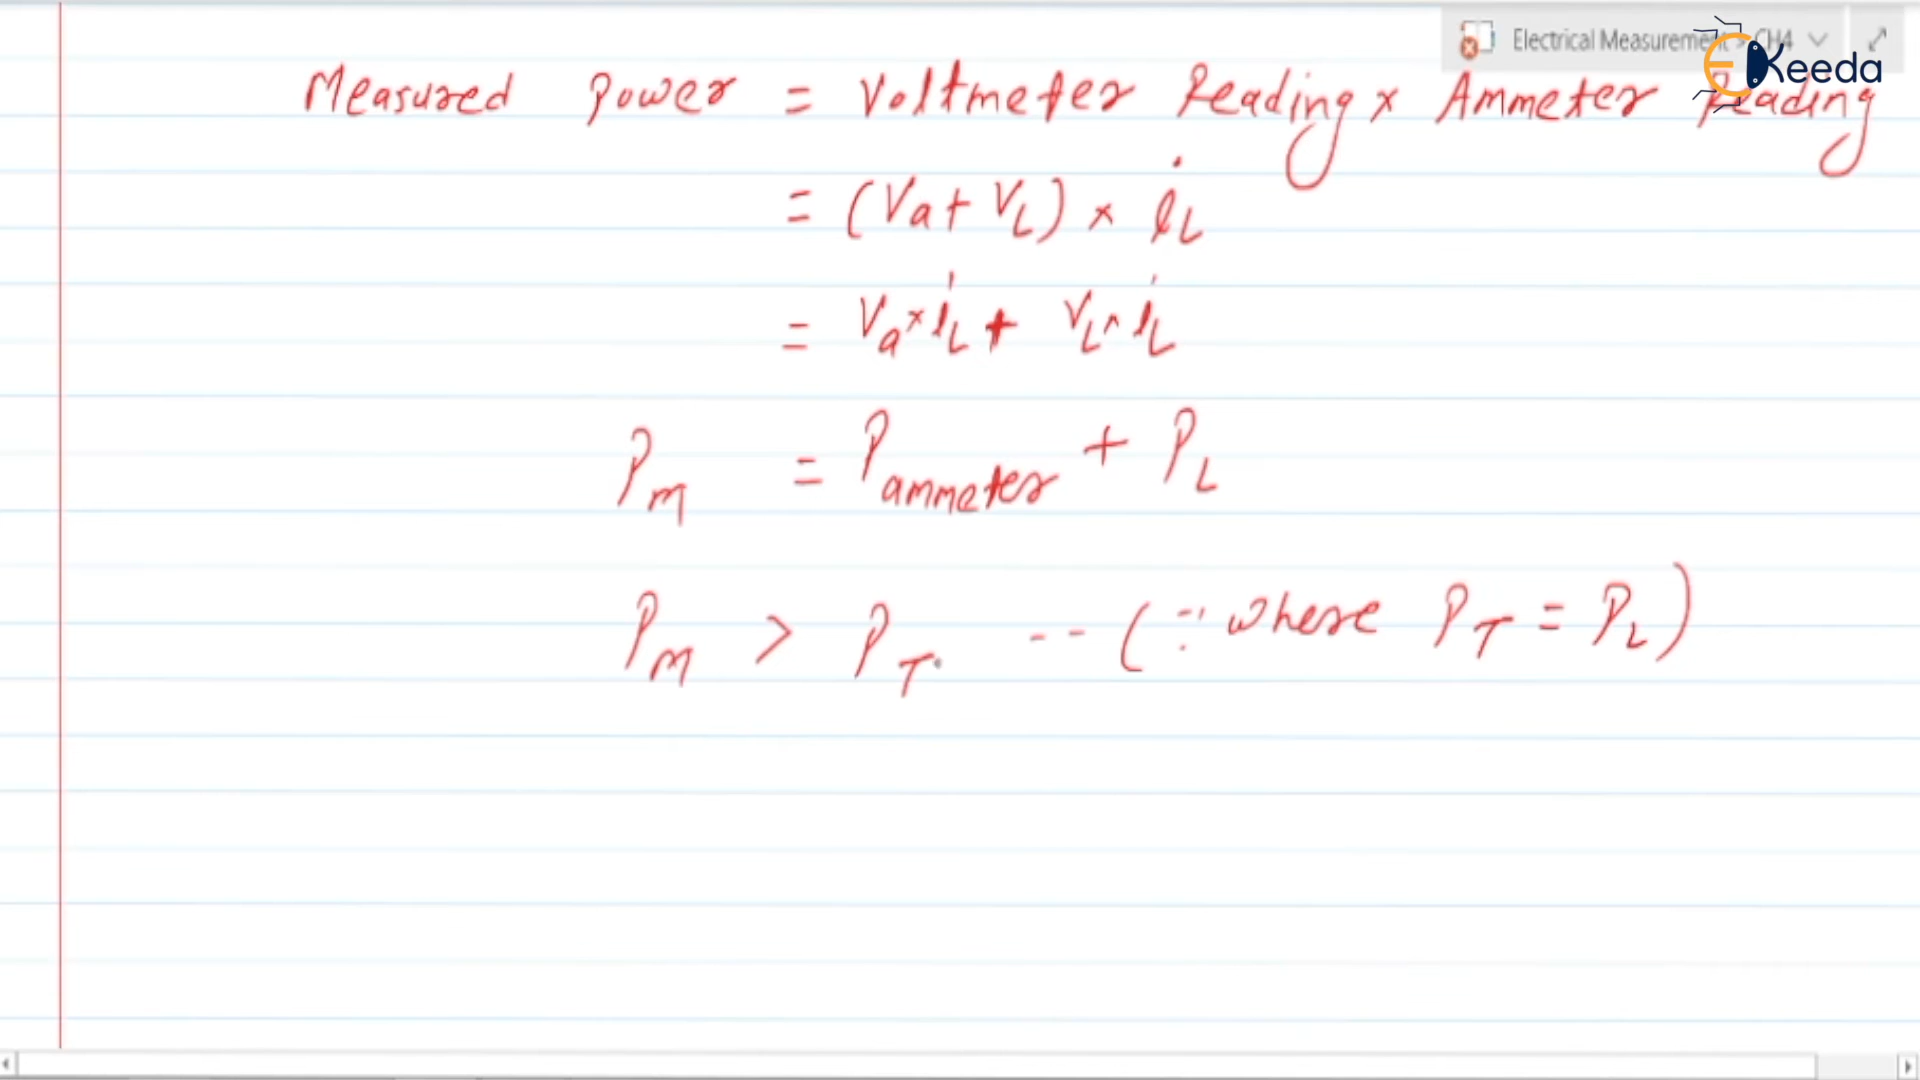 Electrical Measurement > CH4
EKeeda
Measured Power = Voltmeter Reading × Ammeter Reading
= (Va + VL) × iL
= Va × iL + VL × iL
PM = Pammeter + PL
PM > PT -- (∵ where PT = PL)